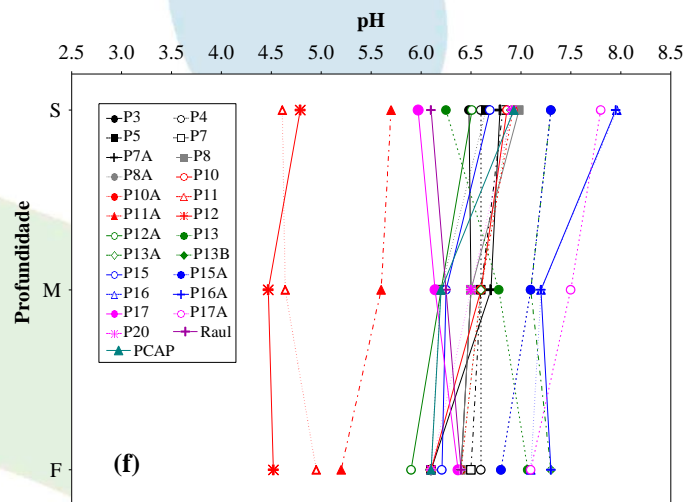 pH
2.5 3.0 3.5 4.0 4.5 5.0 5.5 6.0 6.5 7.0 7.5 8.0 8.5
Profundidade
S
M
F
P3 P4
P5 P7
P7A P8
P8A P10
P10A P11
P11A P12
P12A P13
P13A P13B
P15 P15A
P16 P16A
P17 P17A
P20 Raul
PCAP
(f)